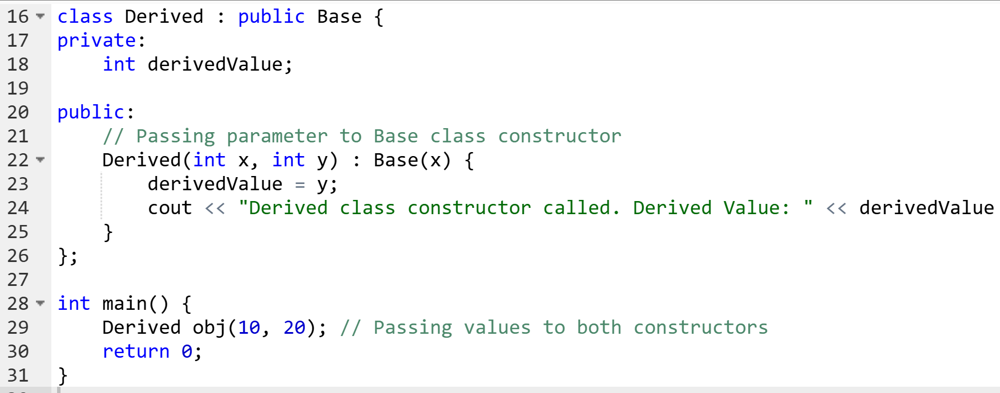 16 class Derived : public Base {
17 private:
18     int derivedValue;
19
20 public:
21     // Passing parameter to Base class constructor
22     Derived(int x, int y) : Base(x) {
23         derivedValue = y;
24         cout << "Derived class constructor called. Derived Value: " << derivedValue
25     }
26 };
27
28 int main() {
29     Derived obj(10, 20); // Passing values to both constructors
30     return 0;
31 }